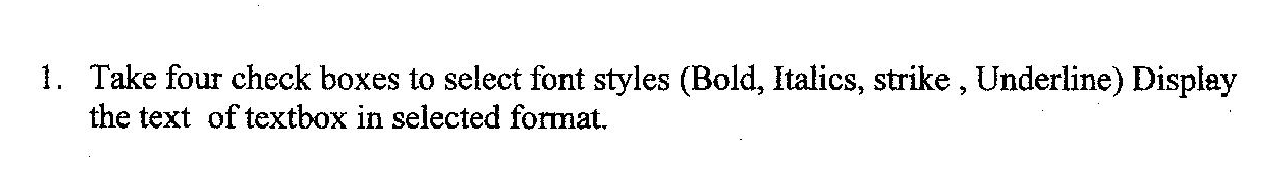 1. Take four check boxes to select font styles (Bold, Italics, strike , Underline) Display
the text of textbox in selected format.